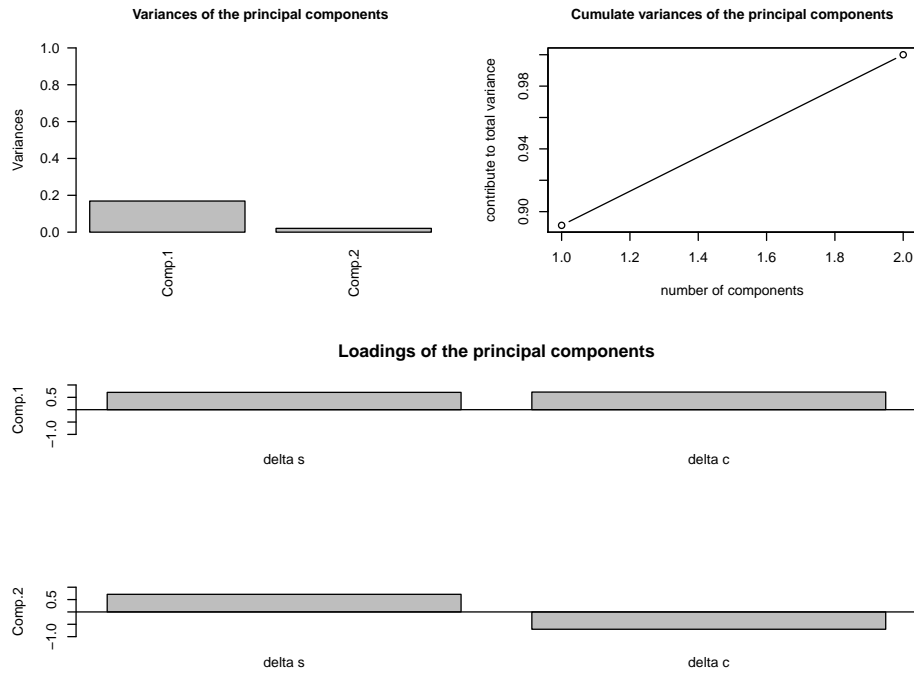 Variances of the principal components
Variances
1.0
0.8
0.6
0.4
0.2
0.0
Comp.1
Comp.2
Cumulate variances of the principal components
contribute to total variance
0.98
0.94
0.90
1.0
1.2
1.4
1.6
1.8
2.0
number of components
Loadings of the principal components
Comp.1
0.5
−1.0
delta s
delta c
Comp.2
0.5
−1.0
delta s
delta c